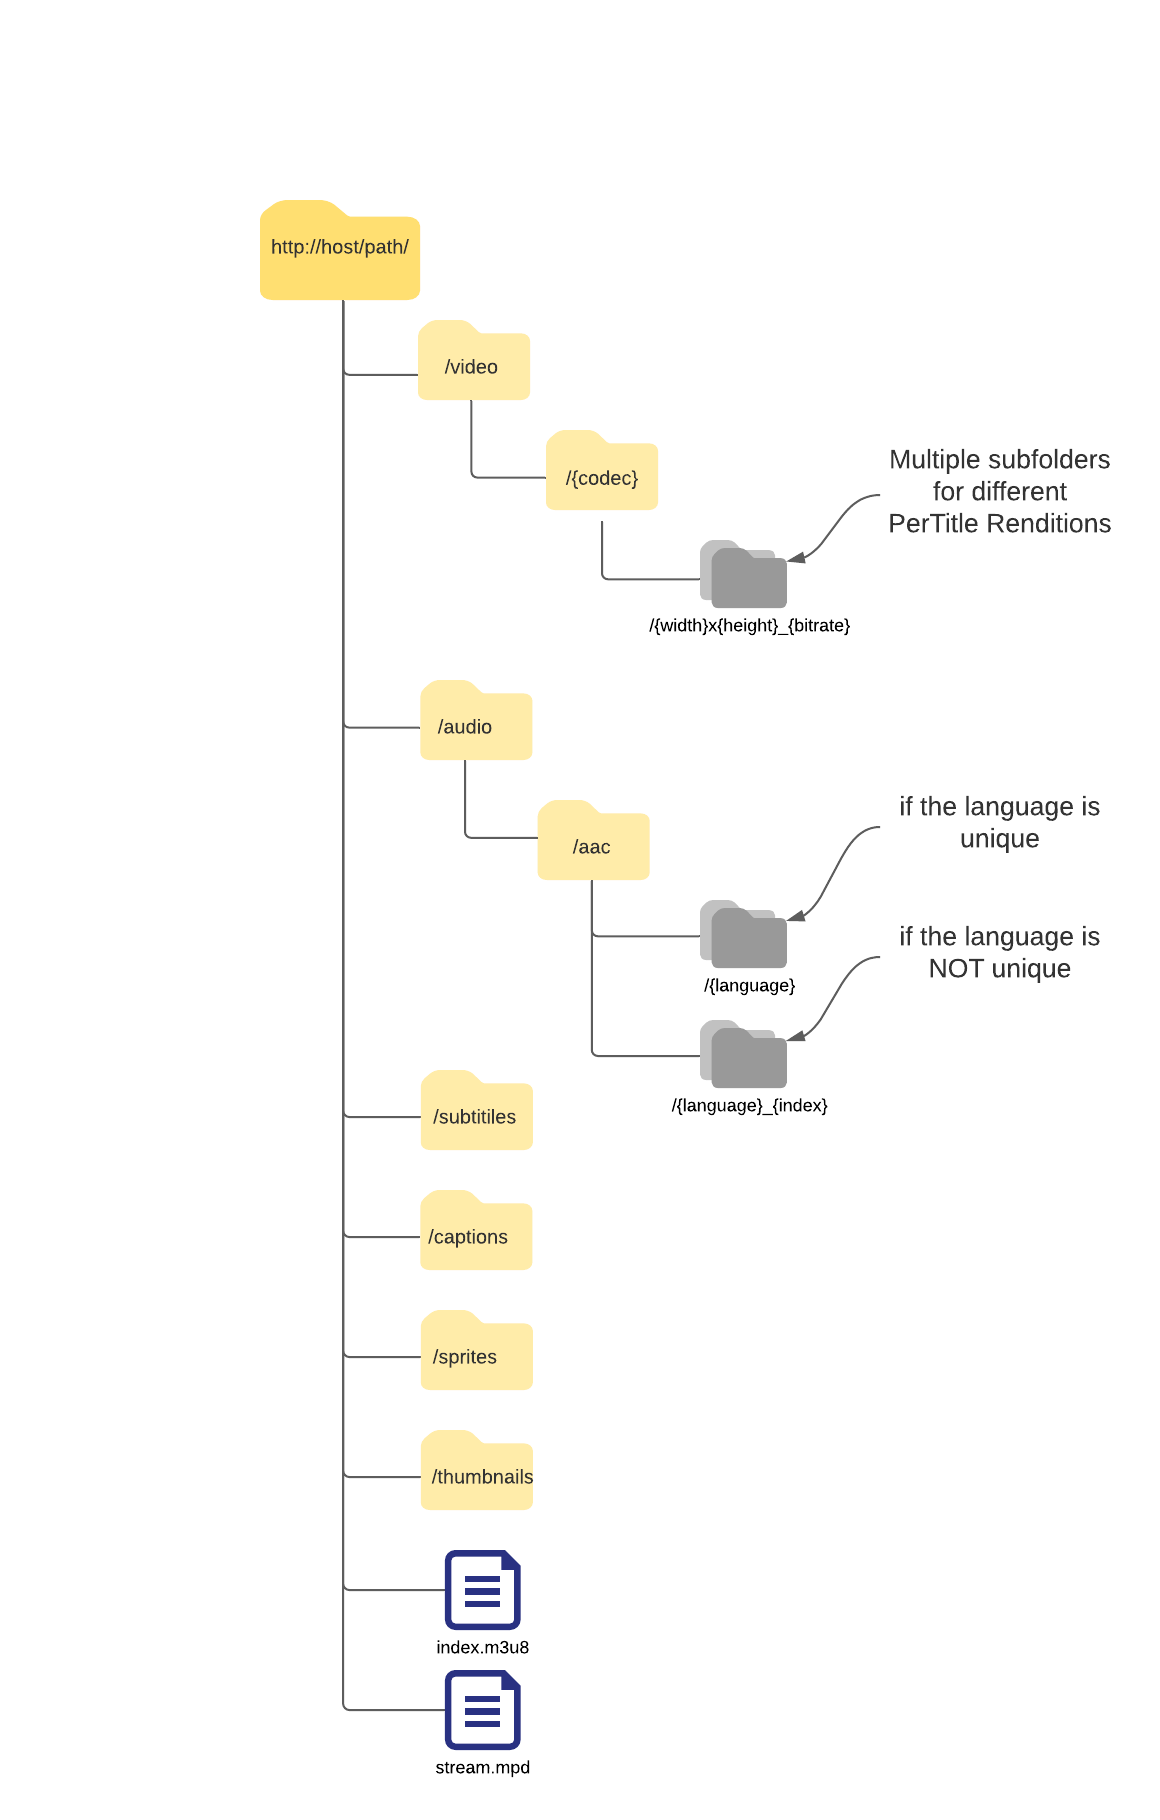 http://host/path/
/video
/{codec}
Multiple subfolders
for different
PerTitle Renditions
/{width}x{height}_{bitrate}
/audio
/aac
if the language is
unique
/{language}
if the language is
NOT unique
/{language}_{index}
/subtitiles
/captions
/sprites
/thumbnails
index.m3u8
stream.mpd